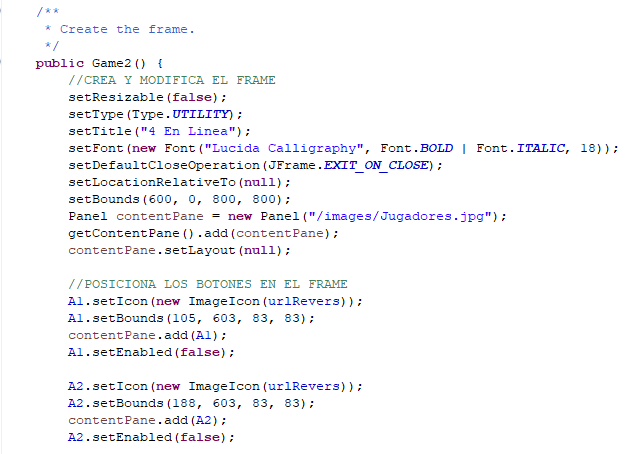 /**
* Create the frame.
*/
public Game2() {
//CREA Y MODIFICA EL FRAME
setResizable(false);
setType(Type.UTILITY);
setTitle("4 En Linea");
setFont(new Font("Lucida Calligraphy", Font.BOLD | Font.ITALIC, 18));
setDefaultCloseOperation(JFrame.EXIT_ON_CLOSE);
setLocationRelativeTo(null);
setBounds(600, 0, 800, 800);
Panel contentPane = new Panel("/images/Jugadores.jpg");
getContentPane().add(contentPane);
contentPane.setLayout(null);
//POSICIONA LOS BOTONES EN EL FRAME
A1.setIcon(new ImageIcon(urlRevers));
A1.setBounds(105, 603, 83, 83);
contentPane.add(A1);
A1.setEnabled(false);
A2.setIcon(new ImageIcon(urlRevers));
A2.setBounds(188, 603, 83, 83);
contentPane.add(A2);
A2.setEnabled(false);